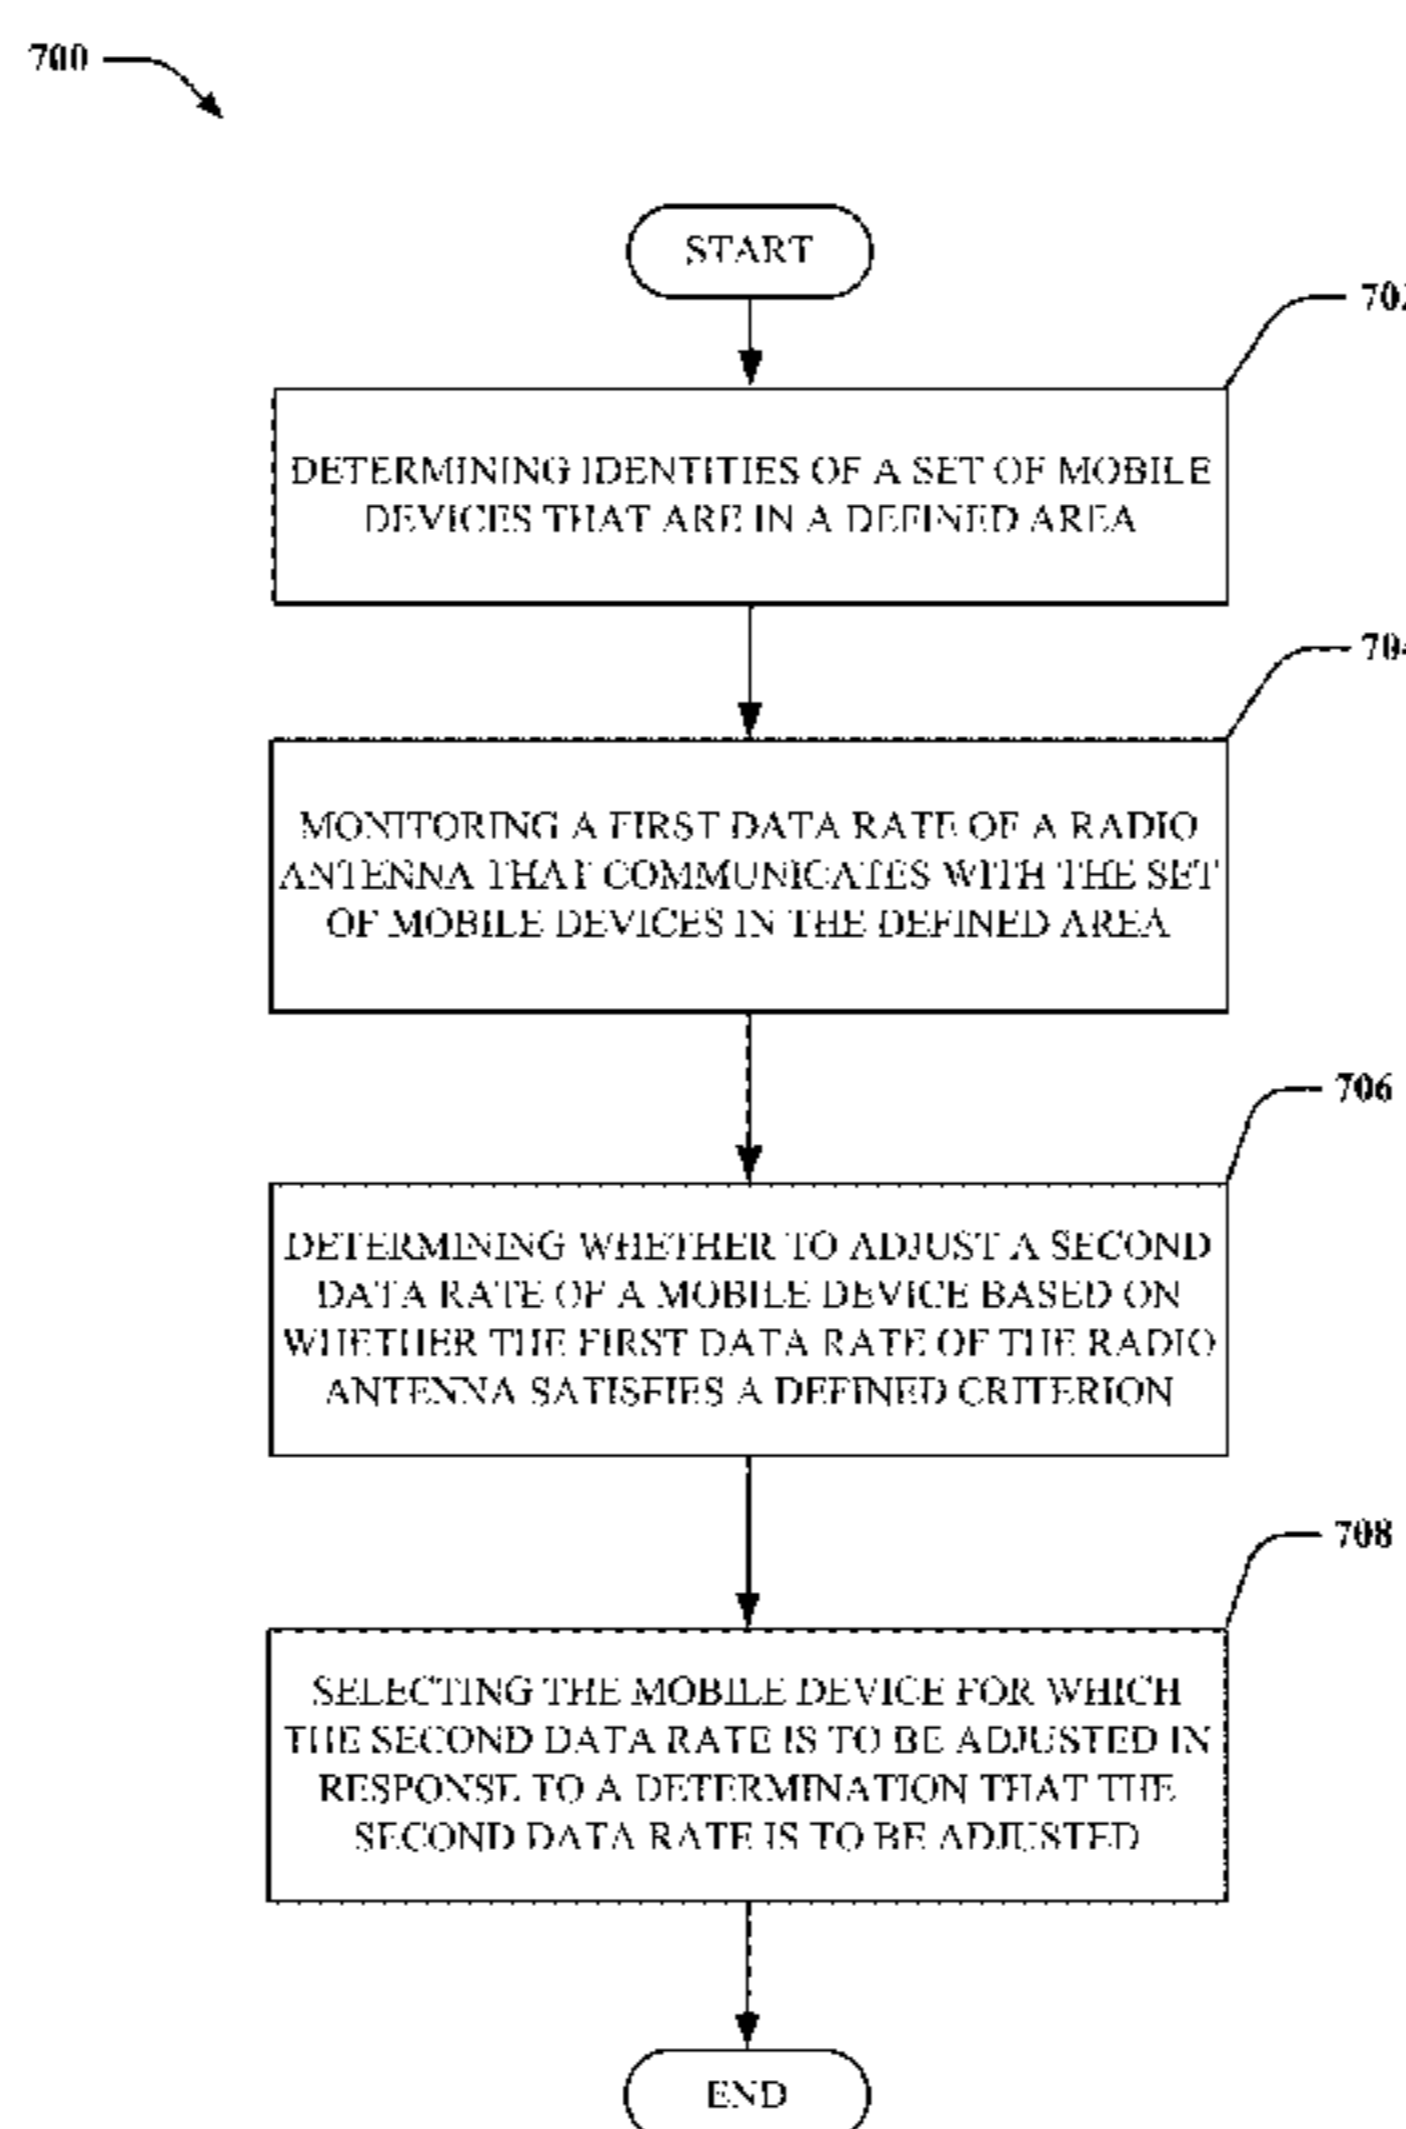 700
START
702
DETERMINING IDENTITIES OF A SET OF MOBILE
DEVICES THAT ARE IN A DEFINED AREA
704
MONITORING A FIRST DATA RATE OF A RADIO
ANTENNA THAT COMMUNICATES WITH THE SET
OF MOBILE DEVICES IN THE DEFINED AREA
706
DETERMINING WHETHER TO ADJUST A SECOND
DATA RATE OF A MOBILE DEVICE BASED ON
WHETHER THE FIRST DATA RATE OF THE RADIO
ANTENNA SATISFIES A DEFINED CRITERION
708
SELECTING THE MOBILE DEVICE FOR WHICH
THE SECOND DATA RATE IS TO BE ADJUSTED IN
RESPONSE TO A DETERMINATION THAT THE
SECOND DATA RATE IS TO BE ADJUSTED
END